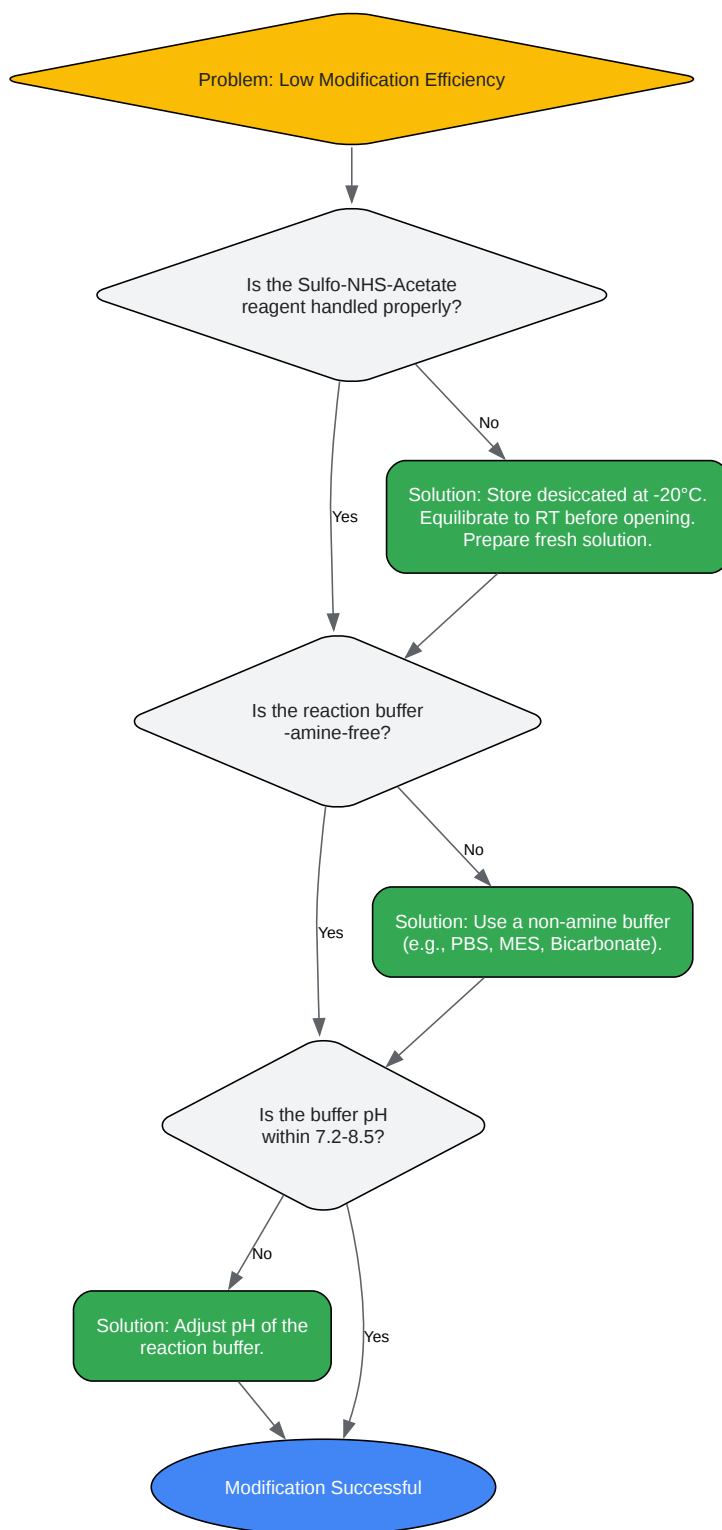 Problem: Low Modification Efficiency
Is the Sulfo-NHS-Acetate
reagent handled properly?
No
Solution: Store desiccated at -20°C.
Equilibrate to RT before opening.
Prepare fresh solution.
Yes
Is the reaction buffer
-amine-free?
No
Solution: Use a non-amine buffer
(e.g., PBS, MES, Bicarbonate).
Yes
Is the buffer pH
within 7.2-8.5?
No
Solution: Adjust pH of the
reaction buffer.
Yes
Modification Successful